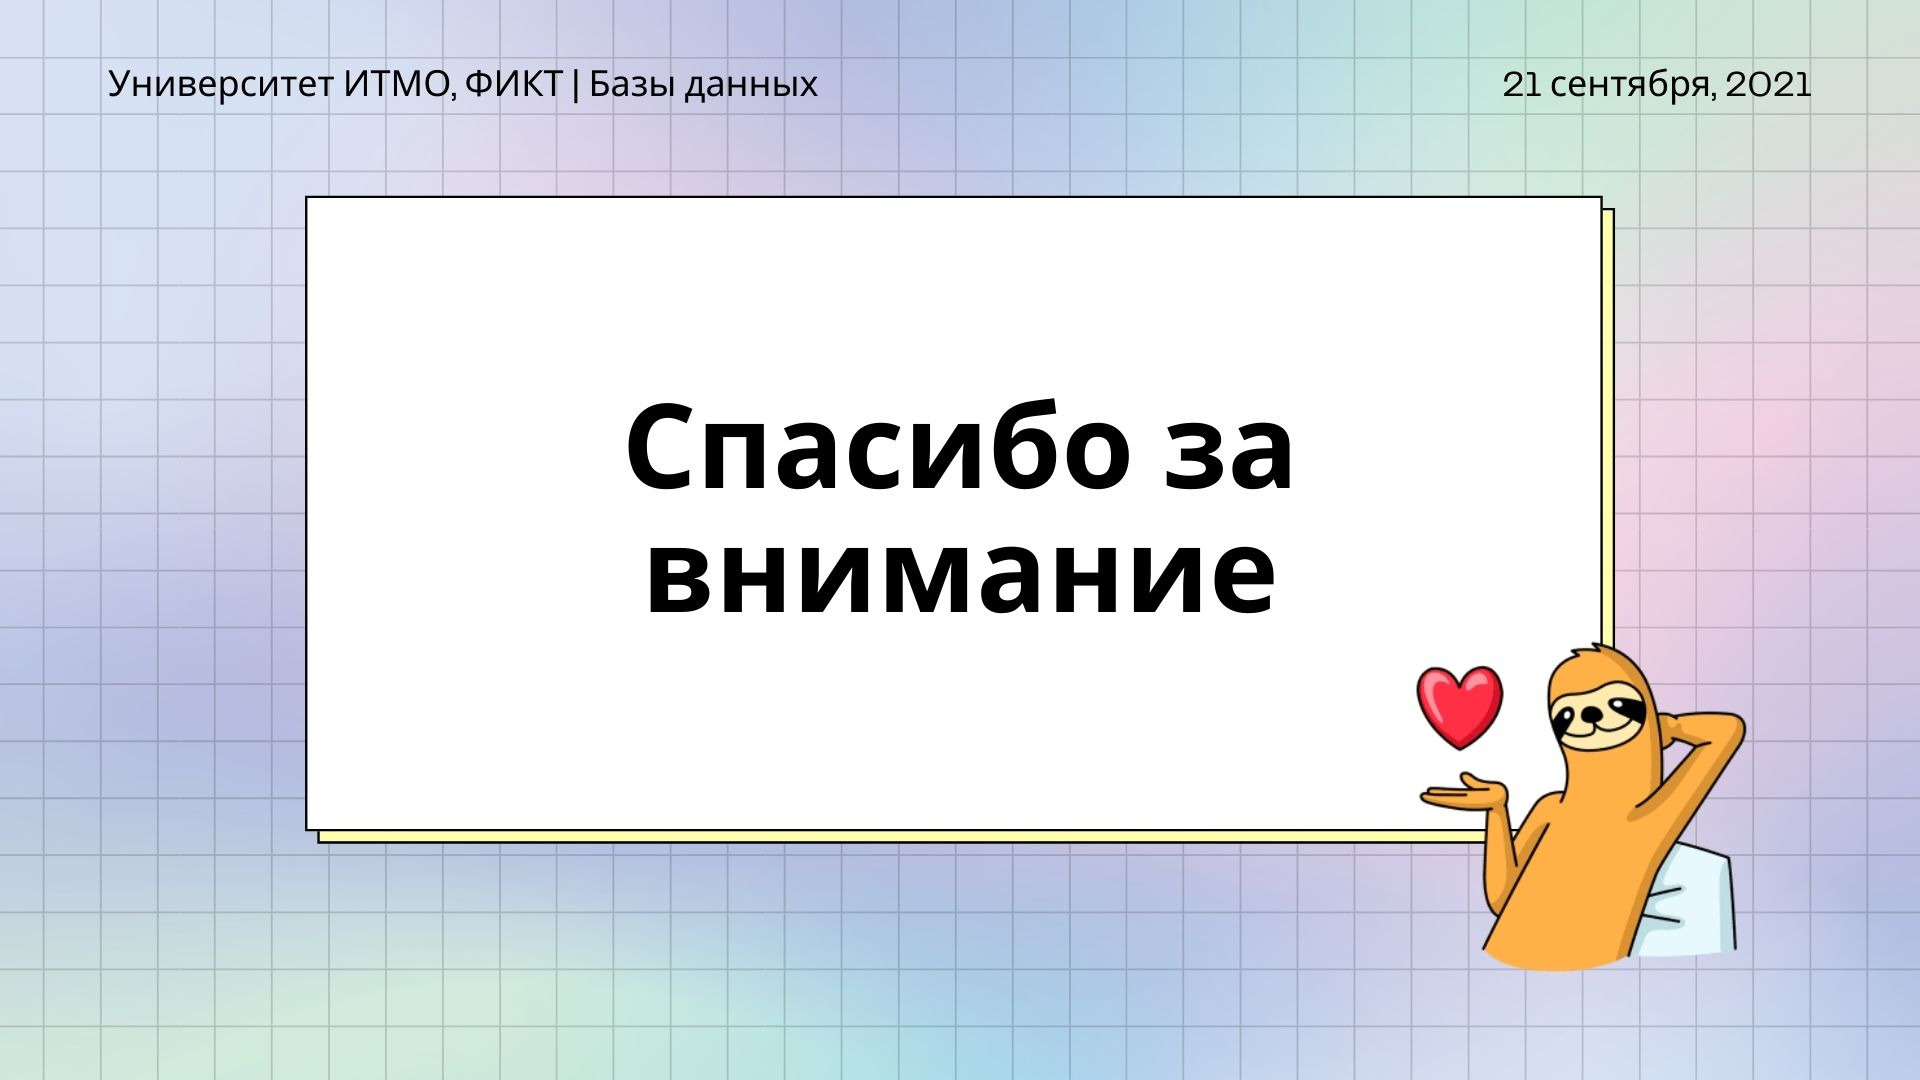 Университет ИТМО, ФИКТ | Базы данных
21 сентября, 2021
Спасибо за
внимание